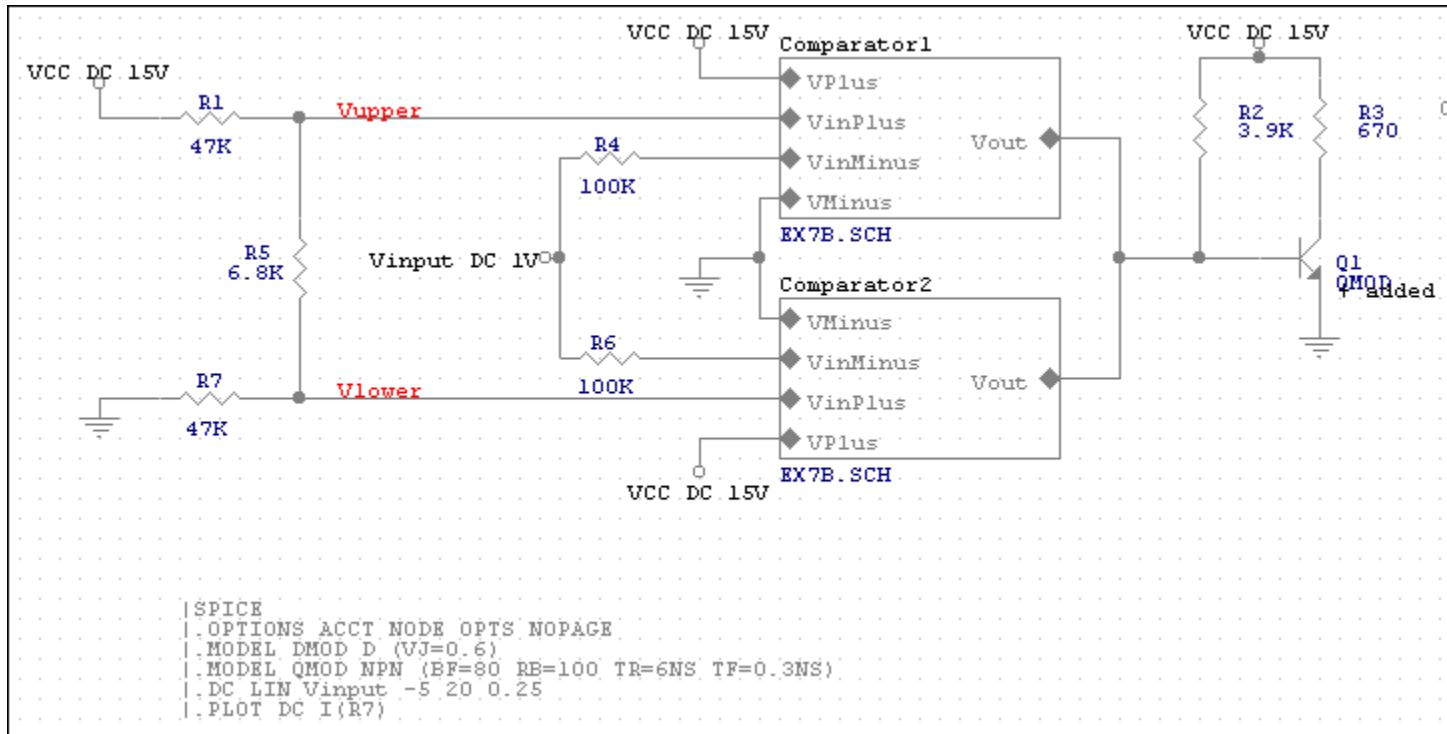 VCC DC 15V
R1
47K
Vupper
R5
6.8K
Vinput DC 1V
R4
100K
R6
100K
R7
47K
Vlower
VCC DC 15V
Comparator1
VPlus
VinPlus
VinMinus
VMinus
Vout
EX7B.SCH
Comparator2
VMinus
VinMinus
VinPlus
VPlus
Vout
EX7B.SCH
VCC DC 15V
VCC DC 15V
R2
3.9K
R3
670
Q1
QMOD
+ added
|SPICE
|.OPTIONS ACCT NODE OPTS NOPAGE
|.MODEL DMOD D (VJ=0.6)
|.MODEL QMOD NPN (BF=80 RB=100 TR=6NS TF=0.3NS)
|.DC LIN Vinput -5 20 0.25
|.PLOT DC I(R7)